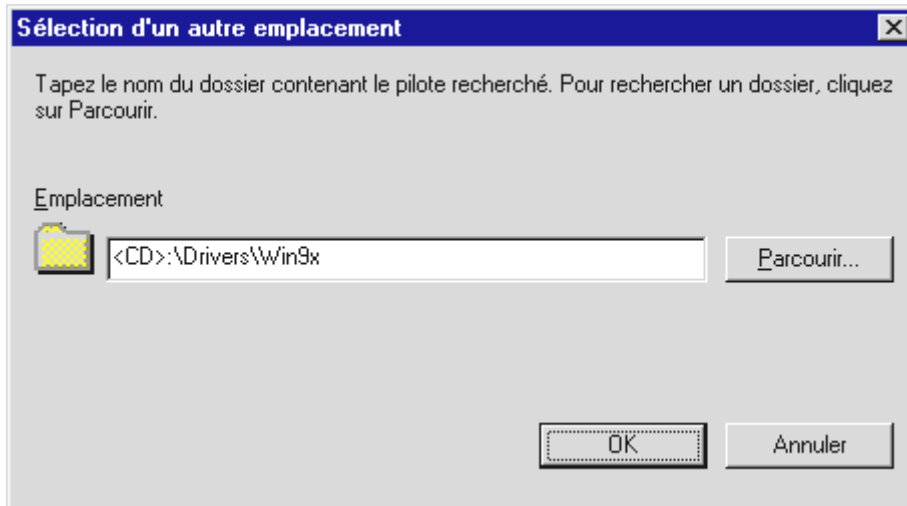 Sélection d'un autre emplacement
Tapez le nom du dossier contenant le pilote recherché. Pour rechercher un dossier, cliquez
sur Parcourir.
Emplacement
<CD>:\Drivers\Win9x
Parcourir...
OK
Annuler